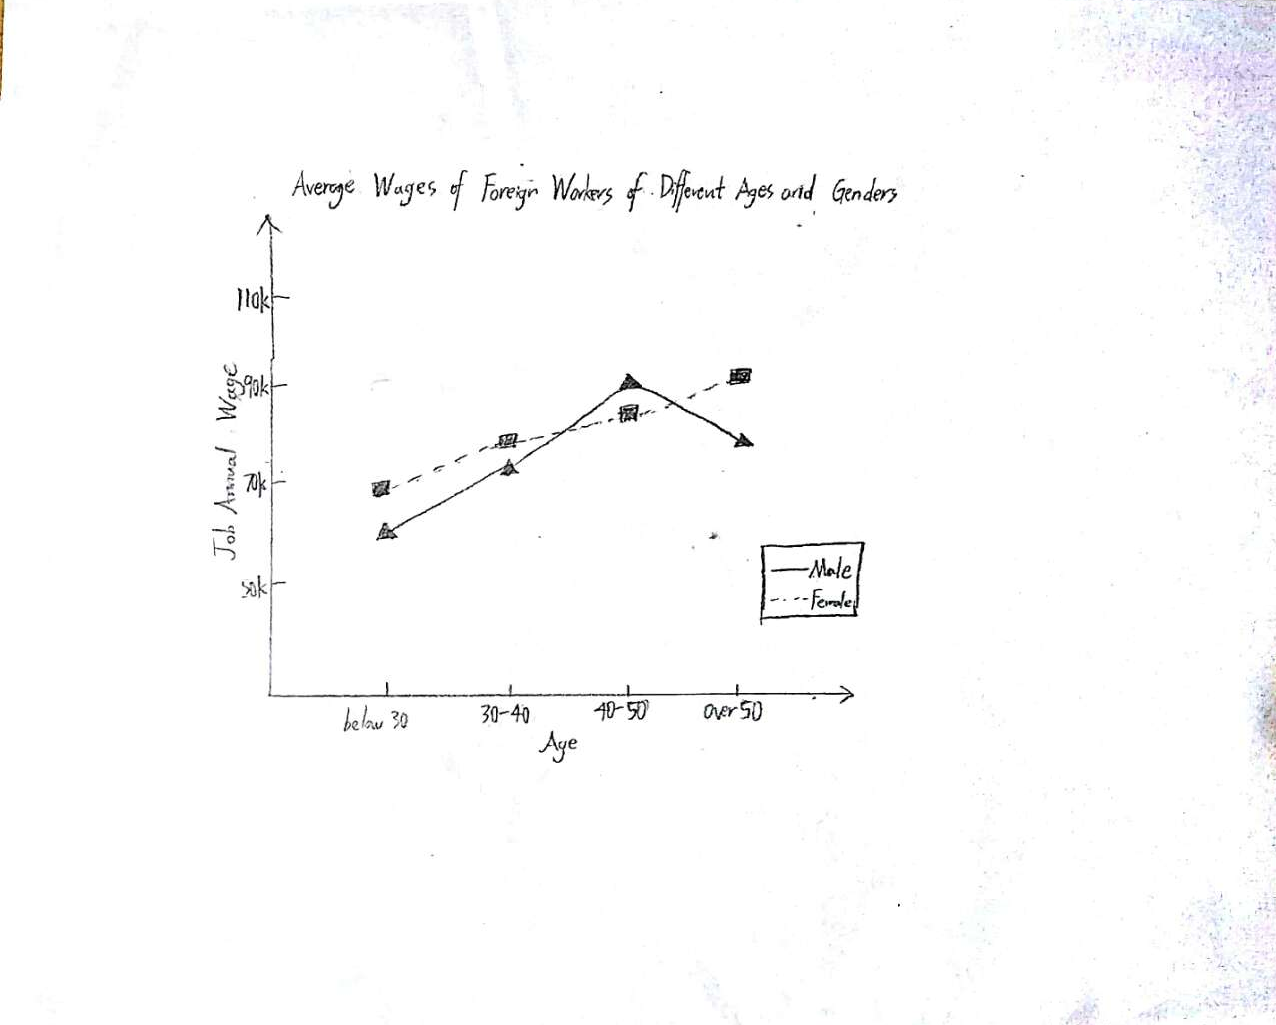 Average Wages of Foreign Workers of Different Ages and Genders
110k
90k
70k
50k
Job Annual Wage
Male
Female
below 30
30-40
40-50
over 50
Age